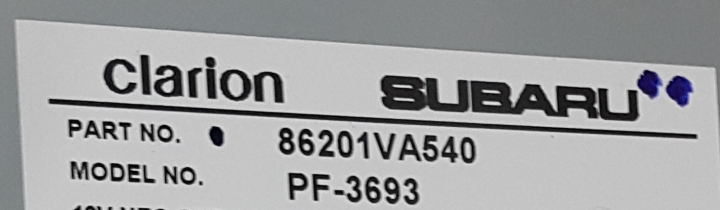 clarion SUBARU
PART NO. 86201VA540
MODEL NO. PF-3693